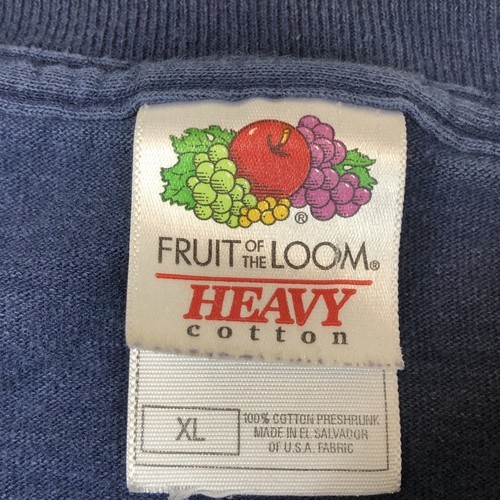 ®
FRUIT OF THE LOOM®
HEAVY
cotton
XL
100% COTTON PRESHRUNK
MADE IN EL SALVADOR
OF U.S.A. FABRIC